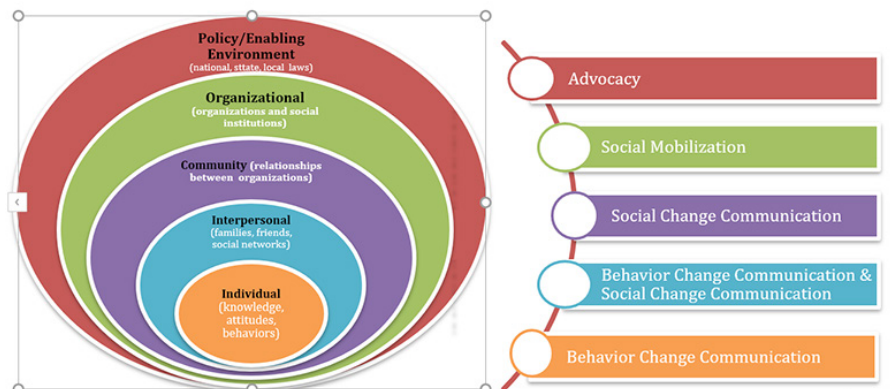 Policy/Enabling
Environment
(national, sttate, local laws)
Organizational
(organizations and social
institutions)
Community (relationships
between organizations)
Interpersonal
(families, friends,
social networks)
Individual
(knowledge,
attitudes,
behaviors)
Advocacy
Social Mobilization
Social Change Communication
Behavior Change Communication &
Social Change Communication
Behavior Change Communication